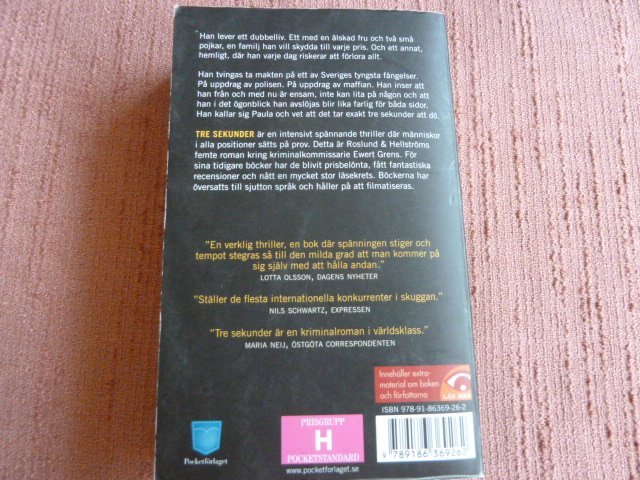 Han lever ett dubbelliv. Ett med en älskad fru och två små
pojkar, en familj han vill skydda till varje pris. Och ett annat,
hemligt, där han varje dag riskerar att förlora allt.
Han tvingas ta makten på ett av Sveriges tyngsta fängelser.
På uppdrag av polisen. På uppdrag av maffian. Han inser att
han från och med nu är ensam, inte kan lita på någon och att
han i det ögonblick han avslöjas blir lika farlig för båda sidor.
Han kallar sig Paula och vet att det tar exakt tre sekunder att dö.
TRE SEKUNDER är en intensivt spännande thriller där människor
i alla positioner sätts på prov. Detta är Roslund & Hellströms
femte roman kring kriminalkommissarie Ewert Grens. För
sina tidigare böcker har de blivit prisbelönta, fått fantastiska
recensioner och nått en mycket stor läsekrets. Böckerna har
översatts till sjutton språk och håller på att filmatiseras.
"En verklig thriller, en bok där spänningen stiger och
tempot stegras så till den milda grad att man kommer på
sig själv med att hålla andan."
LOTTA OLSSON, DAGENS NYHETER
"Ställer de flesta internationella konkurrenter i skuggan."
NILS SCHWARTZ, EXPRESSEN
"Tre sekunder är en kriminalroman i världsklass."
MARIA NEIJ, ÖSTGÖTA CORRESPONDENTEN
Innehåller extra-
material om boken
och författarna
LÄS MER
ISBN 978-91-86369-26-2
9 789186 369262
PRISGRUPP
H
POCKETSTANDARD
www.pocketforlaget.se
Pocketförlaget